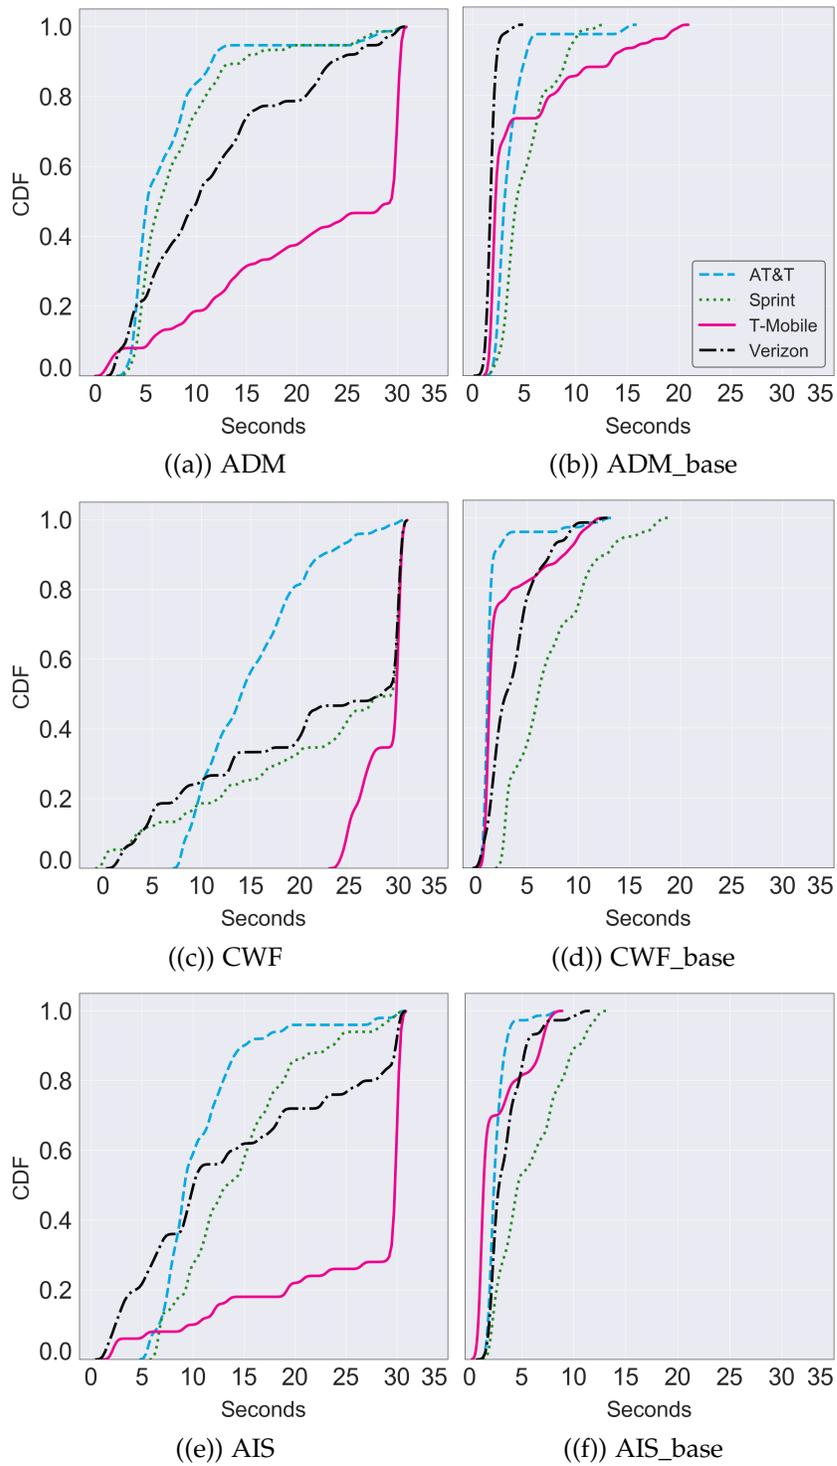 1.0
0.8
0.6
0.4
0.2
0.0
CDF
0 5 10 15 20 25 30 35
Seconds
((a)) ADM
AT&T
Sprint
T-Mobile
Verizon
0 5 10 15 20 25 30 35
Seconds
((b)) ADM_base
1.0
0.8
0.6
0.4
0.2
0.0
CDF
0 5 10 15 20 25 30 35
Seconds
((c)) CWF
0 5 10 15 20 25 30 35
Seconds
((d)) CWF_base
1.0
0.8
0.6
0.4
0.2
0.0
CDF
0 5 10 15 20 25 30 35
Seconds
((e)) AIS
0 5 10 15 20 25 30 35
Seconds
((f)) AIS_base